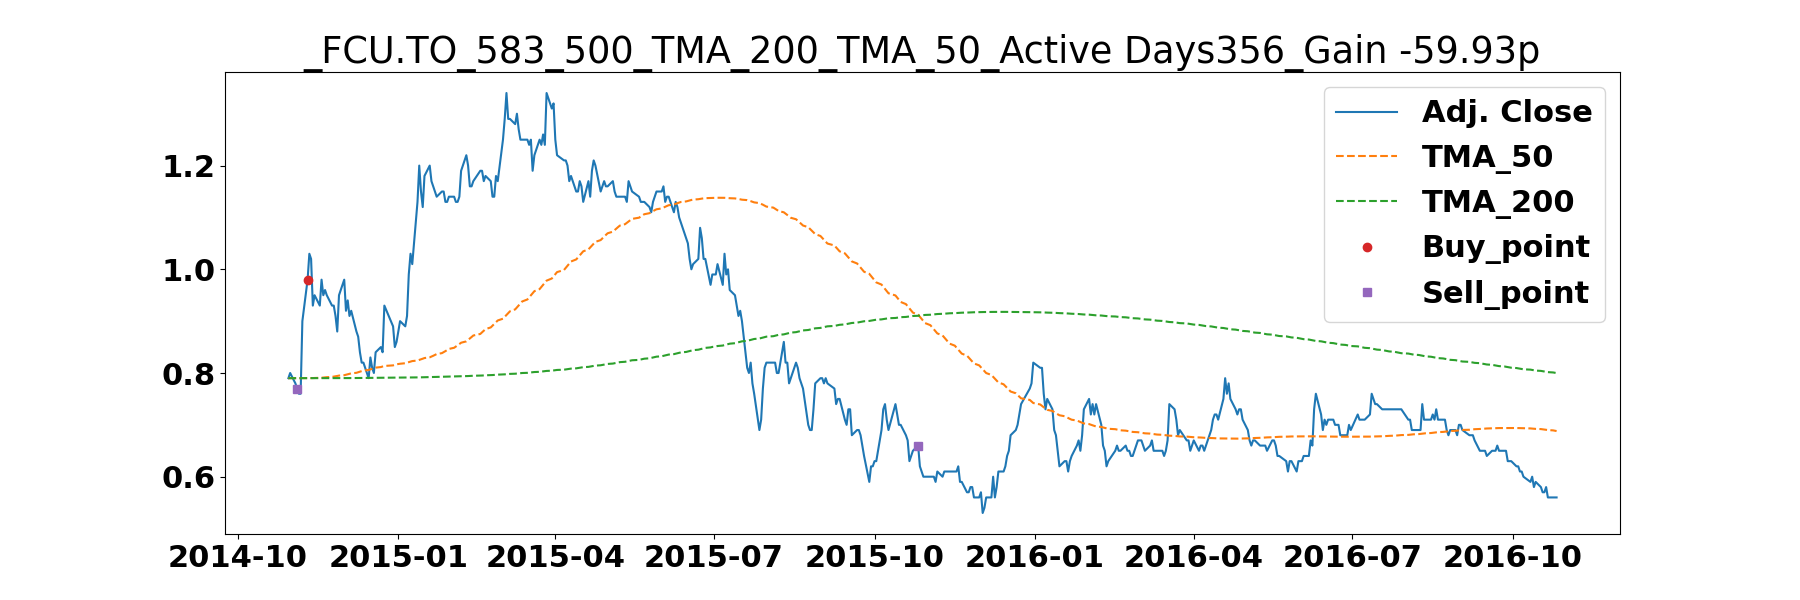 _FCU.TO_583_500_TMA_200_TMA_50_Active Days356_Gain -59.93p
Adj. Close
TMA_50
TMA_200
Buy_point
Sell_point
1.2
1.0
0.8
0.6
2014-10 2015-01 2015-04 2015-07 2015-10 2016-01 2016-04 2016-07 2016-10